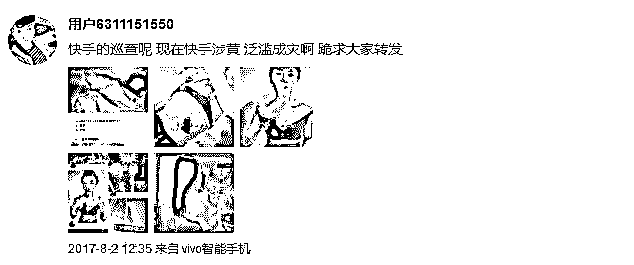 用户6311151550
快手的巡查呢 现在快手涉黄 泛滥成灾啊 跪求大家转发
2017-8-2 12:35 来自 vivo智能手机